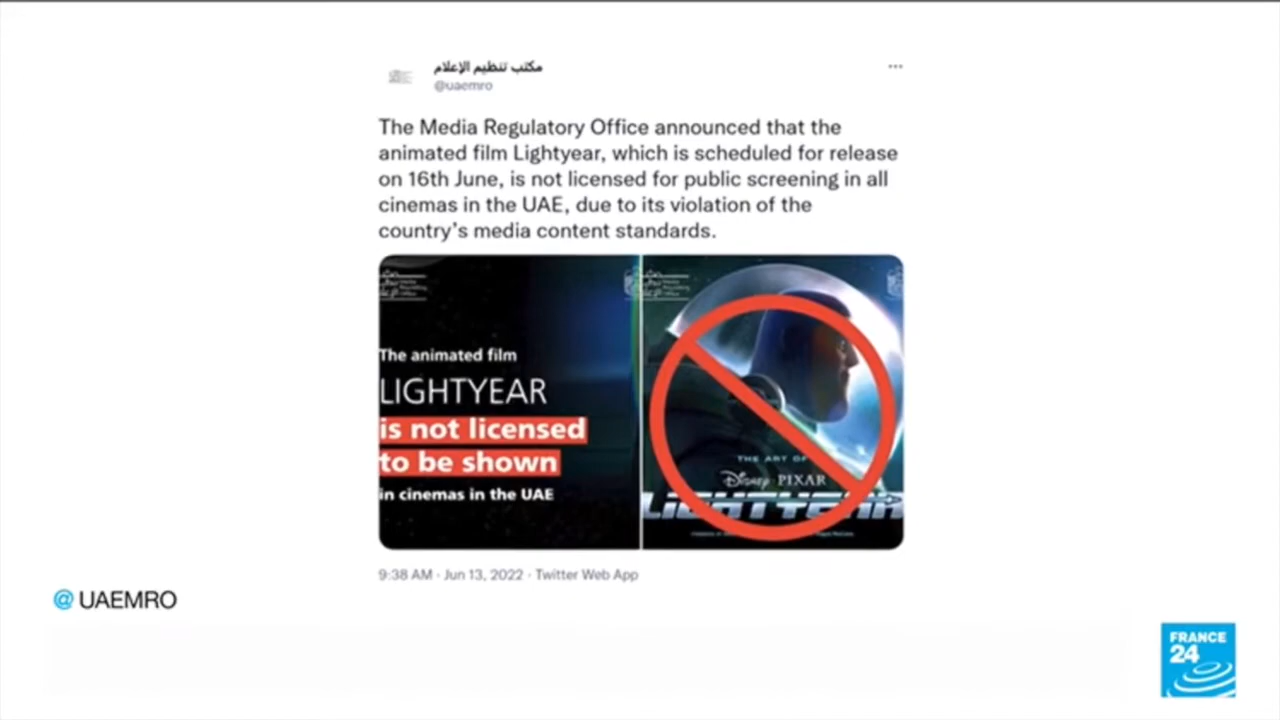 مكتب تنظيم الإعلام
@uaemro
The Media Regulatory Office announced that the
animated film Lightyear, which is scheduled for release
on 16th June, is not licensed for public screening in all
cinemas in the UAE, due to its violation of the
country's media content standards.
The animated film
LIGHTYEAR
is not licensed
to be shown
in cinemas in the UAE
THE ART OF
Disney PIXAR
LIGHTYEAR
9:38 AM · Jun 13, 2022 · Twitter Web App
@ UAEMRO
FRANCE
24